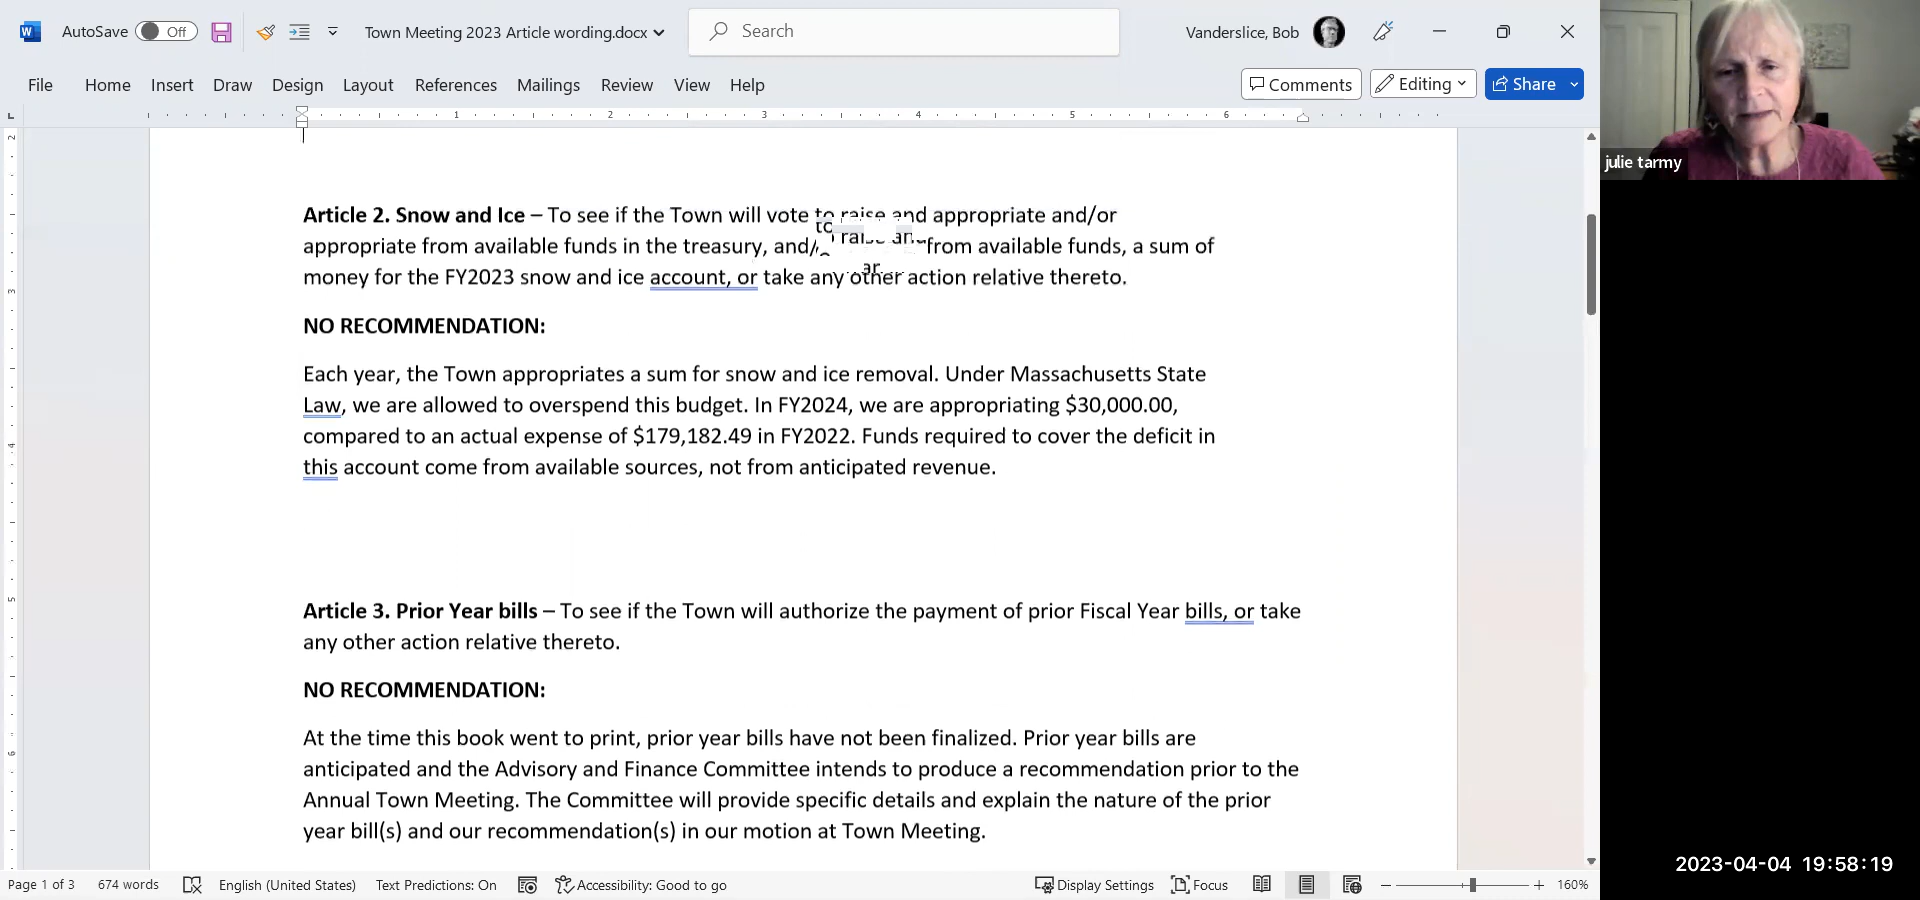 AutoSave Off Town Meeting 2023 Article wording.docx Search Vanderslice, Bob
File Home Insert Draw Design Layout References Mailings Review View Help Comments Editing Share
1 2 3 4 5 6
Article 2. Snow and Ice – To see if the Town will vote to raise and appropriate and/or
appropriate from available funds in the treasury, and/ from available funds, a sum of
money for the FY2023 snow and ice account, or take any other action relative thereto.
NO RECOMMENDATION:
Each year, the Town appropriates a sum for snow and ice removal. Under Massachusetts State
Law, we are allowed to overspend this budget. In FY2024, we are appropriating $30,000.00,
compared to an actual expense of $179,182.49 in FY2022. Funds required to cover the deficit in
this account come from available sources, not from anticipated revenue.
Article 3. Prior Year bills – To see if the Town will authorize the payment of prior Fiscal Year bills, or take
any other action relative thereto.
NO RECOMMENDATION:
At the time this book went to print, prior year bills have not been finalized. Prior year bills are
anticipated and the Advisory and Finance Committee intends to produce a recommendation prior to the
Annual Town Meeting. The Committee will provide specific details and explain the nature of the prior
year bill(s) and our recommendation(s) in our motion at Town Meeting.
Page 1 of 3 674 words English (United States) Text Predictions: On Accessibility: Good to go Display Settings Focus 160%
julie tarmy
2023-04-04 19:58:19